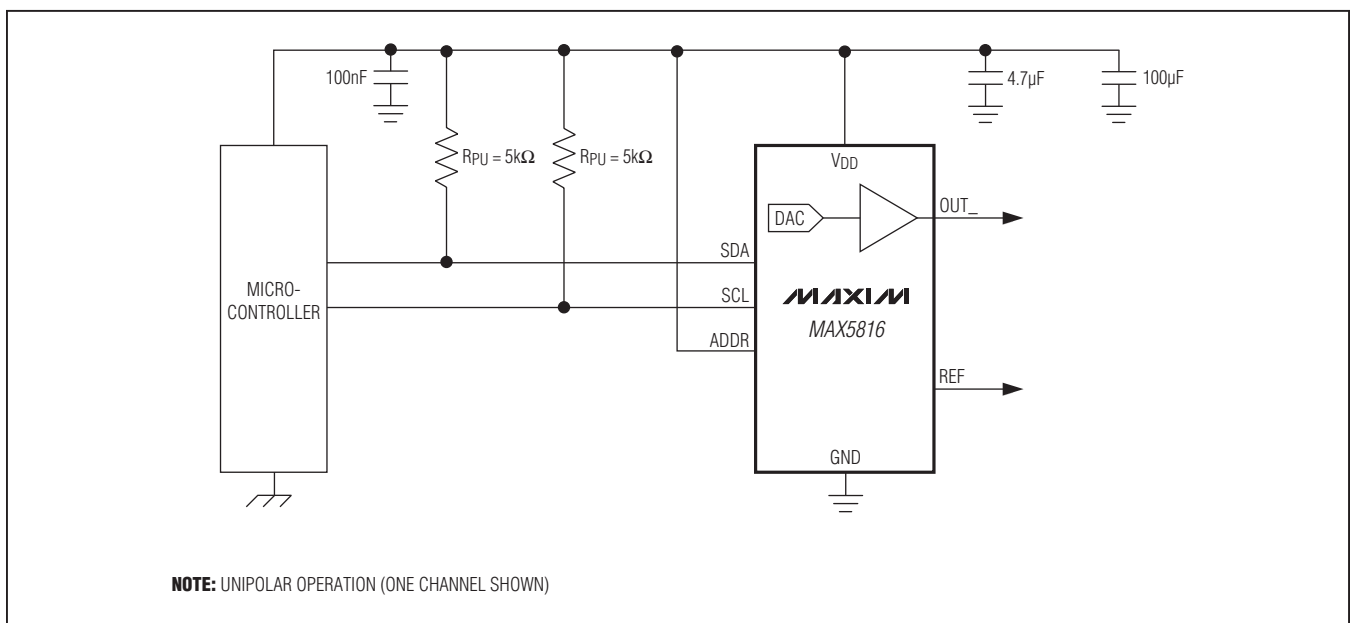 100nF
4.7µF
100µF
RPU = 5kΩ
RPU = 5kΩ
VDD
DAC
OUT_
SDA
MICRO-
CONTROLLER
SCL
MAXIM
MAX5816
ADDR
REF
GND
NOTE: UNIPOLAR OPERATION (ONE CHANNEL SHOWN)